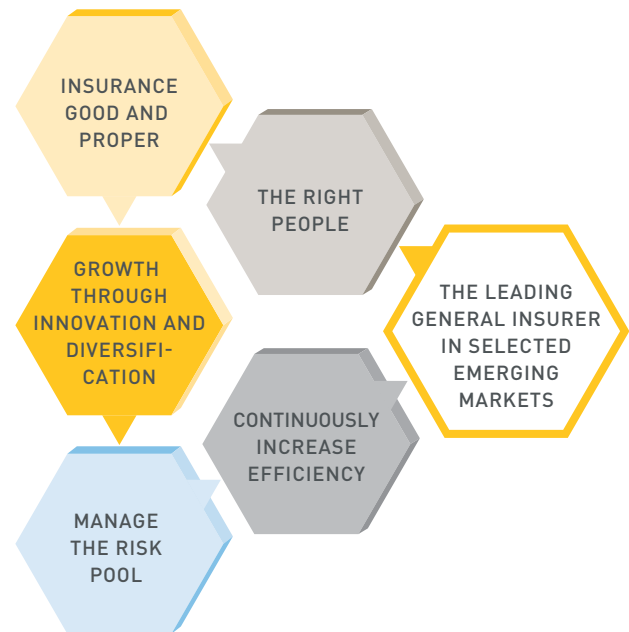 INSURANCE
GOOD AND
PROPER
THE RIGHT
PEOPLE
GROWTH
THROUGH
INNOVATION AND
DIVERSIFI-
CATION
THE LEADING
GENERAL INSURER
IN SELECTED
EMERGING
MARKETS
CONTINUOUSLY
INCREASE
EFFICIENCY
MANAGE
THE RISK
POOL